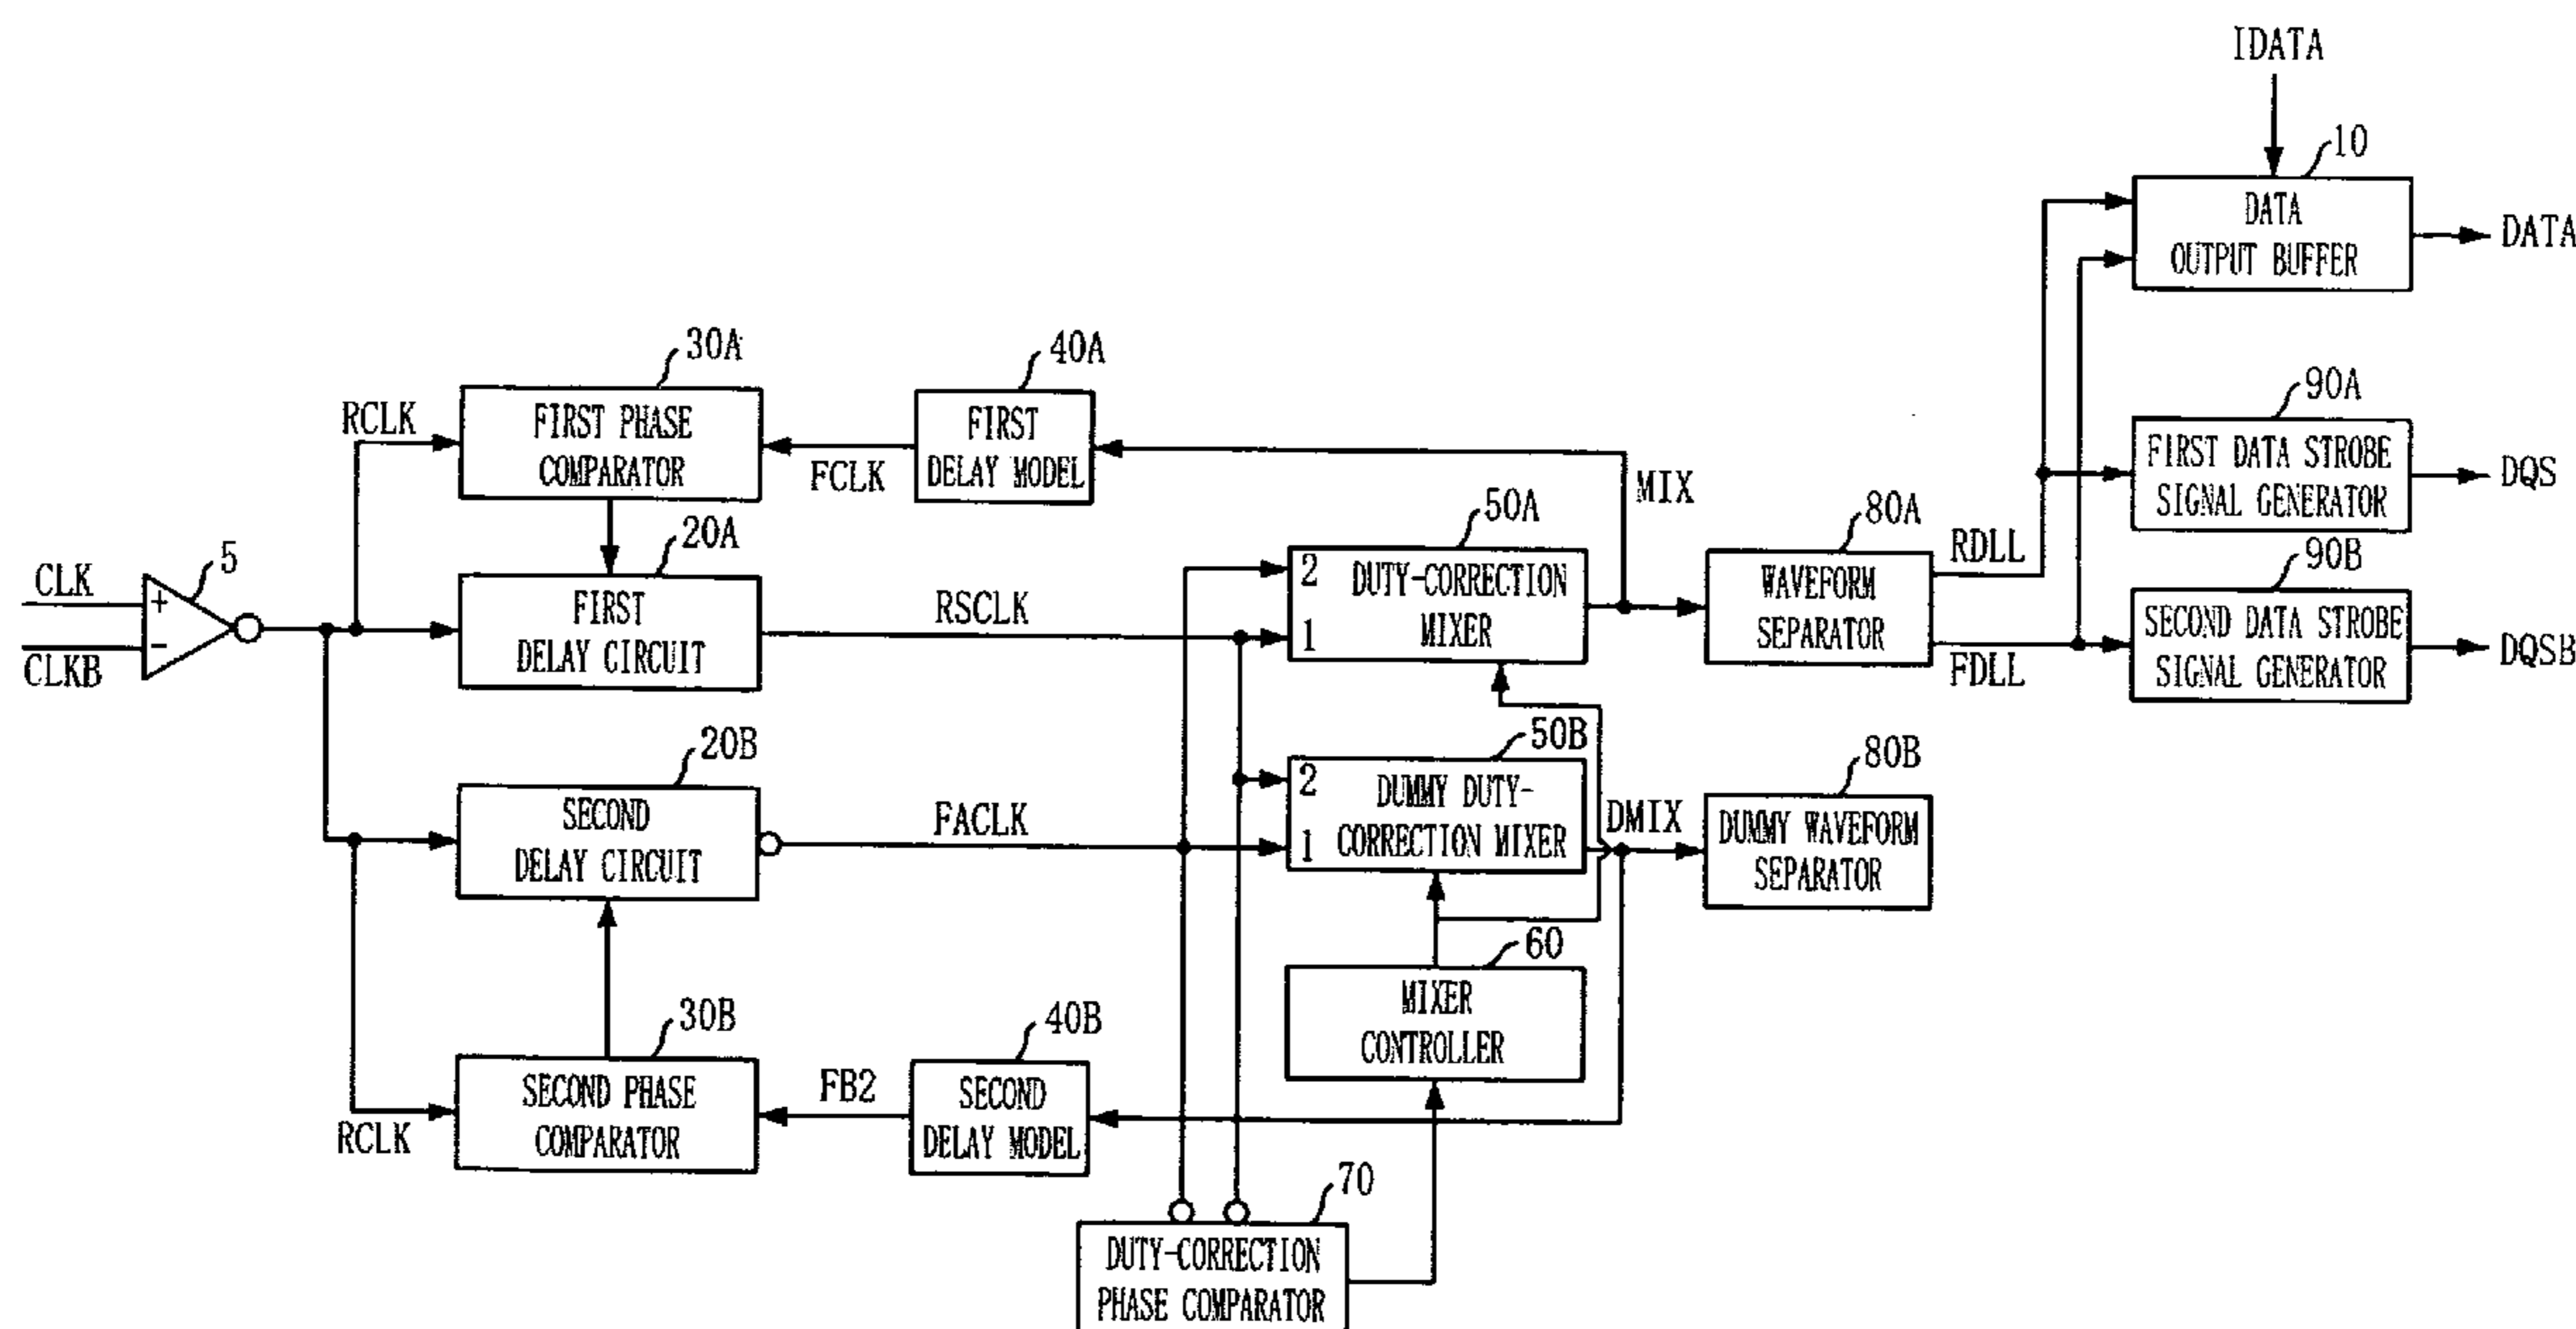 IDATA
10
DATA
OUTPUT BUFFER
DATA
30A
40A
90A
RCLK
FIRST PHASE
COMPARATOR
FCLK
FIRST
DELAY MODEL
MIX
FIRST DATA STROBE
SIGNAL GENERATOR
DQS
5
CLK
+
-
CLKB
20A
FIRST
DELAY CIRCUIT
RSCLK
50A
2
1
DUTY-CORRECTION
MIXER
80A
WAVEFORM
SEPARATOR
RDLL
FDLL
90B
SECOND DATA STROBE
SIGNAL GENERATOR
DQSB
20B
SECOND
DELAY CIRCUIT
FACLK
50B
2
1
DUMMY DUTY-
CORRECTION MIXER
DMIX
80B
DUMMY WAVEFORM
SEPARATOR
60
MIXER
CONTROLLER
30B
SECOND PHASE
COMPARATOR
RCLK
FB2
40B
SECOND
DELAY MODEL
70
DUTY-CORRECTION
PHASE COMPARATOR